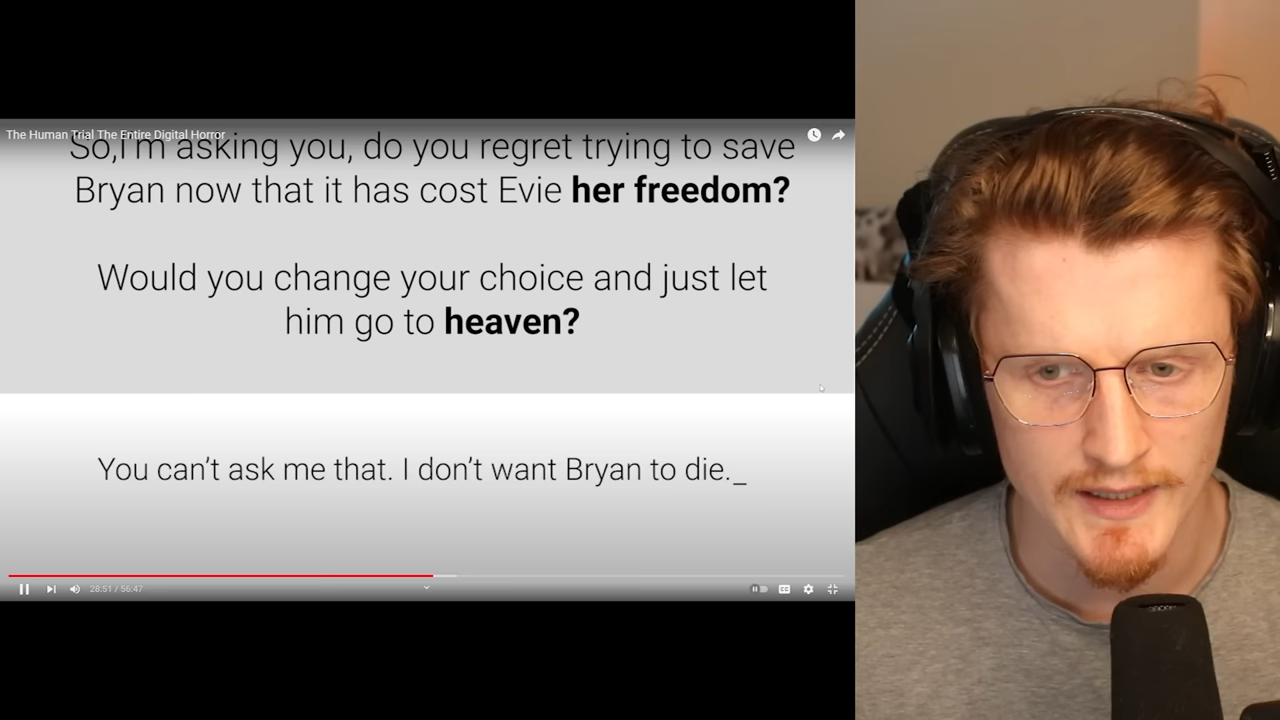 The Human Trial The Entire Digital Horror
So,i'm asking you, do you regret trying to save
Bryan now that it has cost Evie her freedom?
Would you change your choice and just let
him go to heaven?
You can't ask me that. I don't want Bryan to die._
28:51 / 56:47
CC